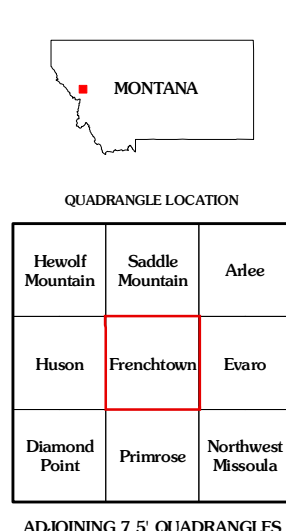 MONTANA
QUADRANGLE LOCATION
Hewolf
Mountain
Saddle
Mountain
Arlee
Huson
Frenchtown
Evaro
Diamond
Point
Primrose
Northwest
Missoula
ADJOINING 7.5' QUADRANGLES